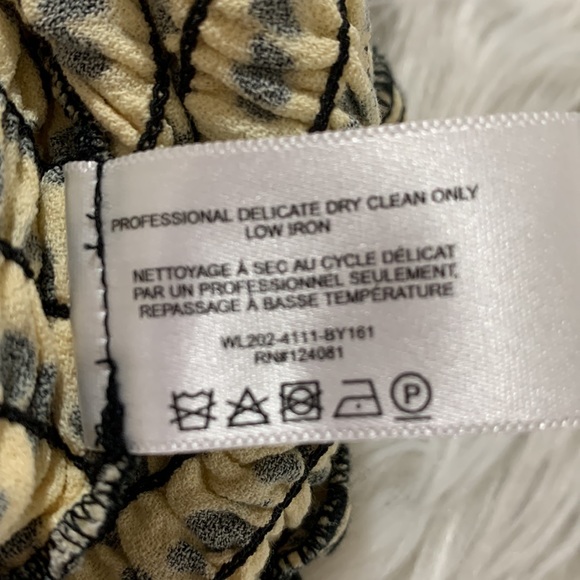 PROFESSIONAL DELICATE DRY CLEAN ONLY
LOW IRON
NETTOYAGE À SEC AU CYCLE DÉLICAT
PAR UN PROFESSIONNEL SEULEMENT,
REPASSAGE À BASSE TEMPÉRATURE
WL202-4111-BY161
RN#124061
P